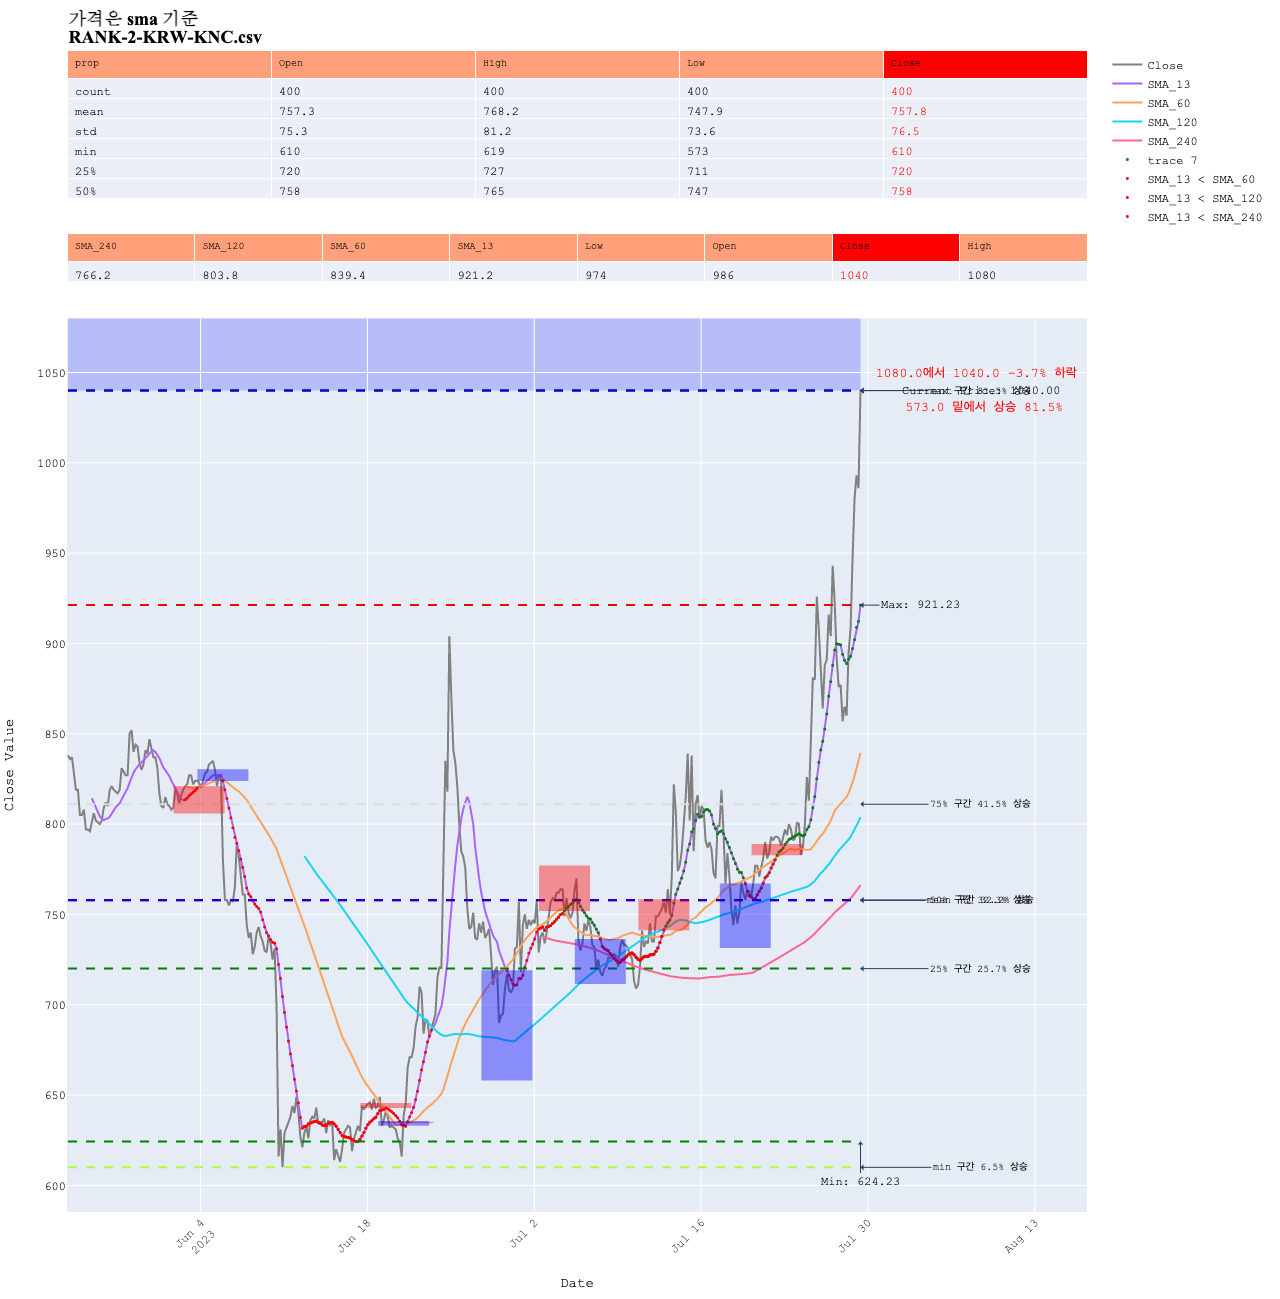 가격은 sma 기준
RANK-2-KRW-KNC.csv
prop Open High Low Close
count 400 400 400 400
mean 757.3 768.2 747.9 757.8
std 75.3 81.2 73.6 76.5
min 610 619 573 610
25% 720 727 711 720
50% 758 765 747 758
SMA_240 SMA_120 SMA_60 SMA_13 Low Open Close High
766.2 803.8 839.4 921.2 974 986 1040 1080
Close
SMA_13
SMA_60
SMA_120
SMA_240
trace 7
SMA_13 < SMA_60
SMA_13 < SMA_120
SMA_13 < SMA_240
1050
1000
950
900
850
800
750
700
650
600
Close Value
1080.0에서 1040.0 -3.7% 하락
573.0 밑에서 상승 81.5%
Max: 921.23
75% 구간 41.5% 상승
25% 구간 25.7% 상승
min 구간 6.5% 상승
Min: 624.23
Jun 4
2023
Jun 18
Jul 2
Jul 16
Jul 30
Aug 13
Date